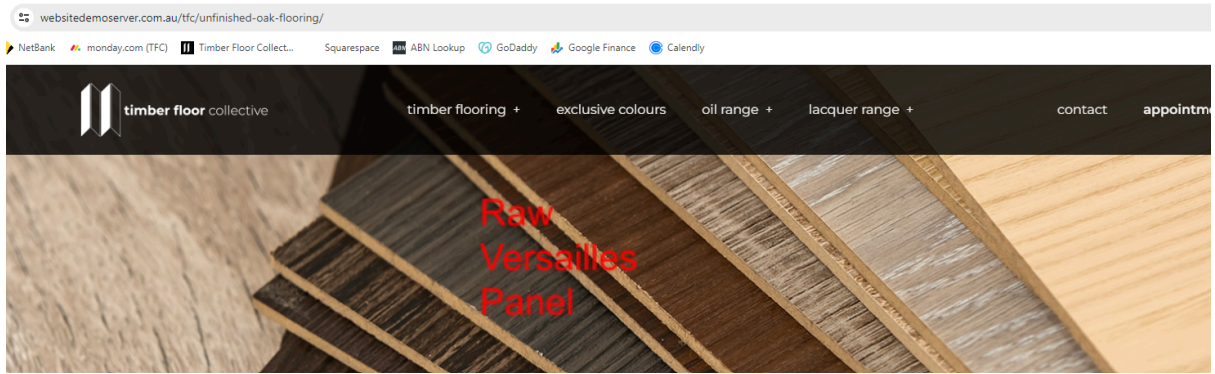 websitedemoserver.com.au/tfc/unfinished-oak-flooring/
NetBank monday.com (TFC) Timber Floor Collect... Squarespace ABN ABN Lookup GoDaddy Google Finance Calendly
timber floor collective timber flooring + exclusive colours oil range + lacquer range + contact appointme
Raw
Versailles
Panel